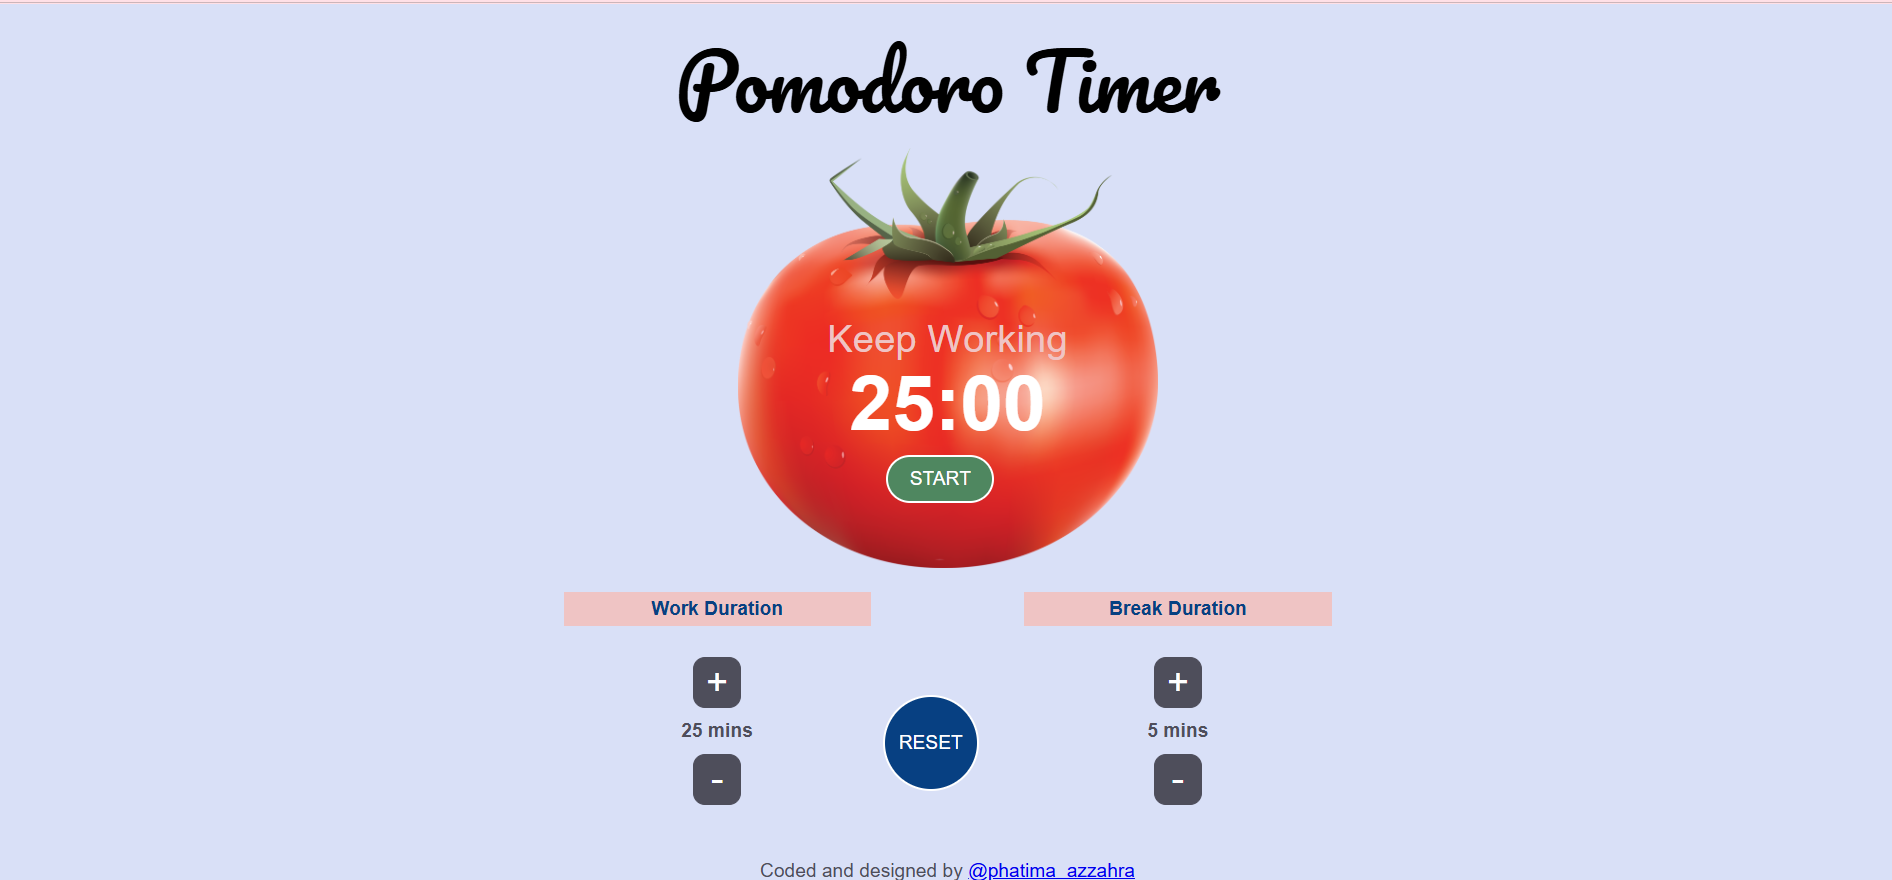 Pomodoro Timer
Keep Working
25:00
START
Work Duration
Break Duration
+
+
25 mins
5 mins
RESET
-
-
Coded and designed by @phatima_azzahra